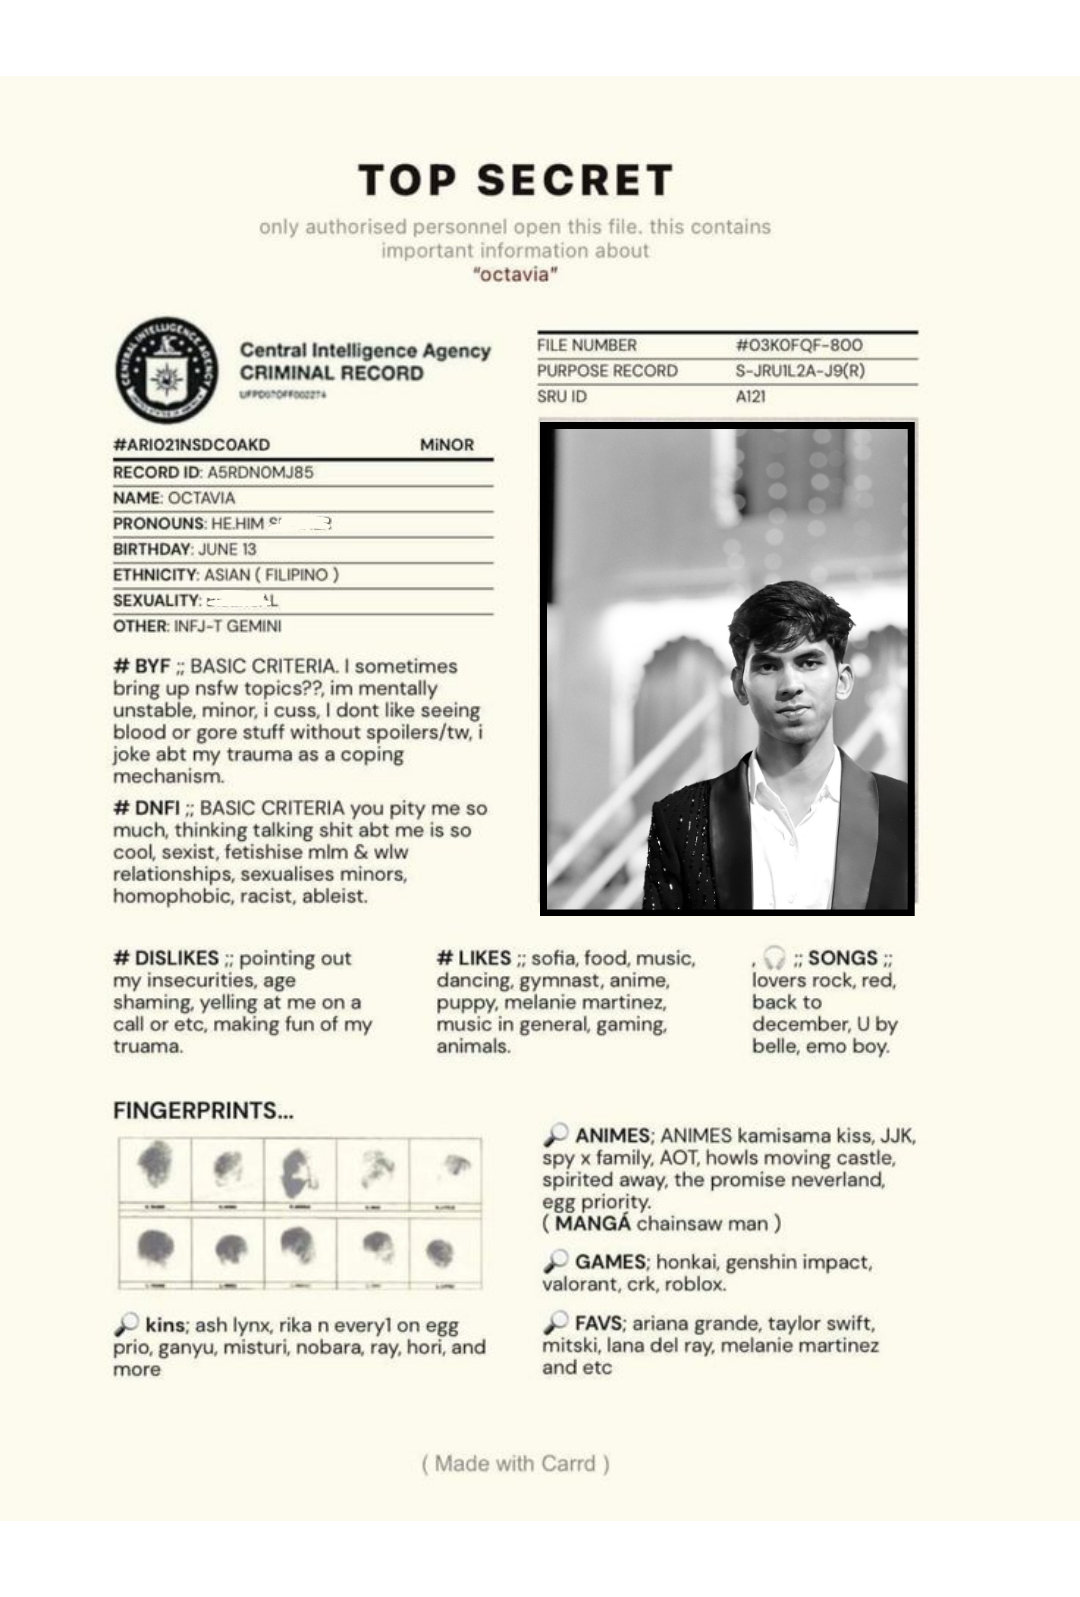 TOP SECRET
only authorised personnel open this file. this contains
important information about
“octavia”
CENTRAL INTELLIGENCE AGENCY
Central Intelligence Agency
CRIMINAL RECORD
#ARI021NSDC0AKD MiNOR
RECORD ID: A5RDN0MJ85
NAME: OCTAVIA
PRONOUNS: HE.HIM
BIRTHDAY: JUNE 13
ETHNICITY: ASIAN ( FILIPINO )
SEXUALITY:
OTHER: INFJ-T GEMINI
FILE NUMBER #03K0FQF-800
PURPOSE RECORD S-JRU1L2A-J9(R)
SRU ID A121
# BYF ;; BASIC CRITERIA. I sometimes
bring up nsfw topics??, im mentally
unstable, minor, i cuss, I dont like seeing
blood or gore stuff without spoilers/tw, i
joke abt my trauma as a coping
mechanism.
# DNFI ;; BASIC CRITERIA you pity me so
much, thinking talking shit abt me is so
cool, sexist, fetishise mlm & wlw
relationships, sexualises minors,
homophobic, racist, ableist.
# DISLIKES ;; pointing out
my insecurities, age
shaming, yelling at me on a
call or etc, making fun of my
truama.
# LIKES ;; sofia, food, music,
dancing, gymnast, anime,
puppy, melanie martinez,
music in general, gaming,
animals.
, 🎧 ;; SONGS ;;
lovers rock, red,
back to
december, U by
belle, emo boy.
FINGERPRINTS...
🔎 kins; ash lynx, rika n every1 on egg
prio, ganyu, misturi, nobara, ray, hori, and
more
🔎 ANIMES; ANIMES kamisama kiss, JJK,
spy x family, AOT, howls moving castle,
spirited away, the promise neverland,
egg priority.
( MANGÁ chainsaw man )
🔎 GAMES; honkai, genshin impact,
valorant, crk, roblox.
🔎 FAVS; ariana grande, taylor swift,
mitski, lana del ray, melanie martinez
and etc
( Made with Carrd )